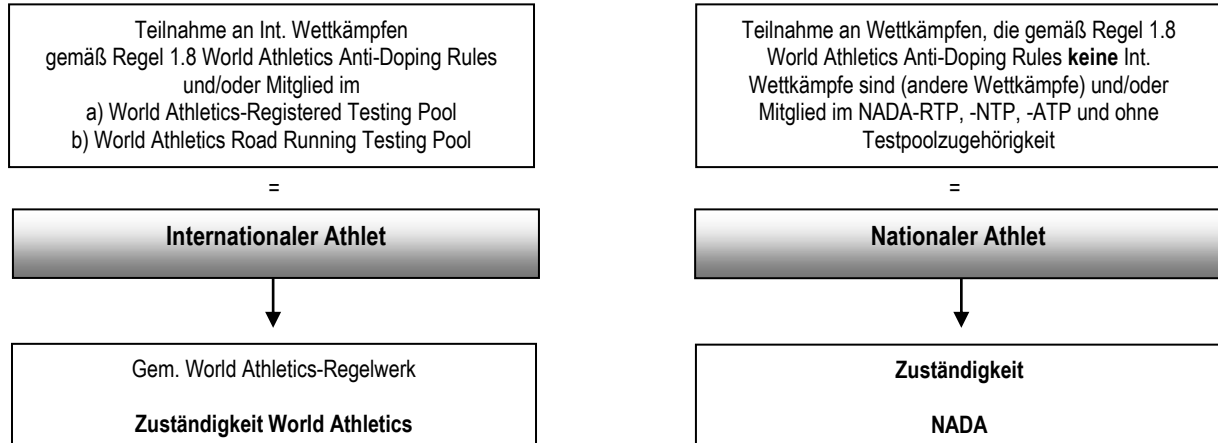 Teilnahme an Int. Wettkämpfen
gemäß Regel 1.8 World Athletics Anti-Doping Rules
und/oder Mitglied im
a) World Athletics-Registered Testing Pool
b) World Athletics Road Running Testing Pool
=
Internationaler Athlet
Gem. World Athletics-Regelwerk
Zuständigkeit World Athletics
Teilnahme an Wettkämpfen, die gemäß Regel 1.8
World Athletics Anti-Doping Rules keine Int.
Wettkämpfe sind (andere Wettkämpfe) und/oder
Mitglied im NADA-RTP, -NTP, -ATP und ohne
Testpoolzugehörigkeit
=
Nationaler Athlet
Zuständigkeit
NADA